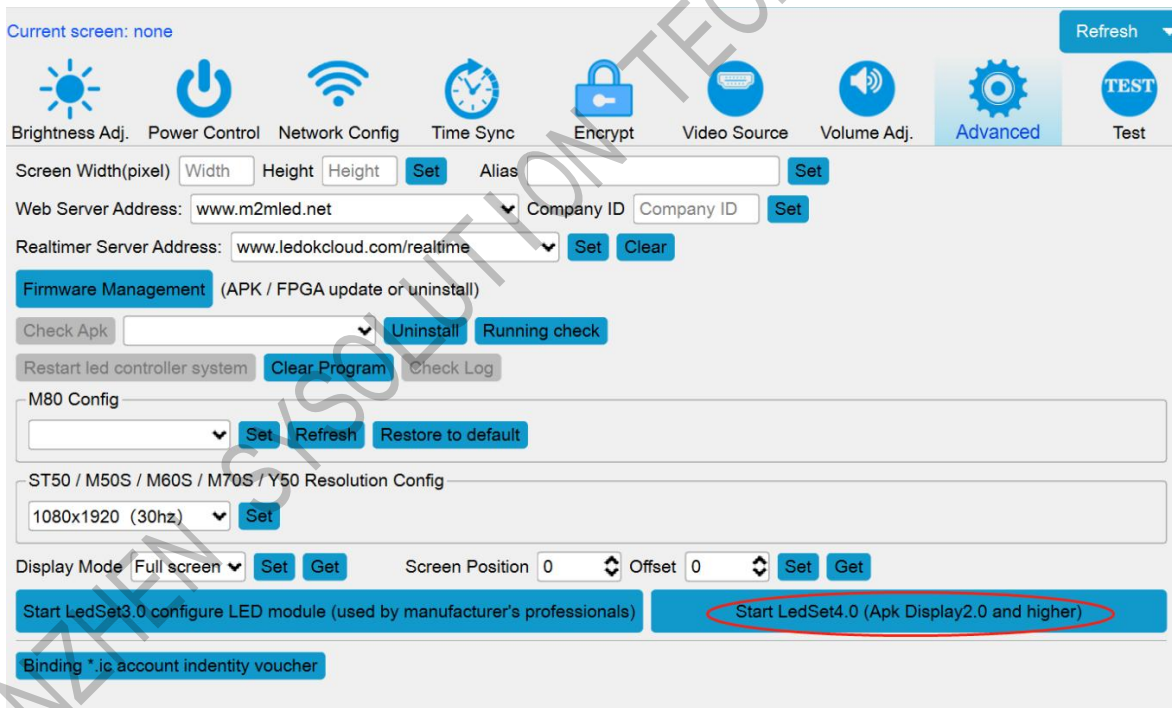 Current screen: none
Refresh
TEST
Brightness Adj. Power Control Network Config Time Sync Encrypt Video Source Volume Adj. Advanced Test
Screen Width(pixel) Width Height Height Set Alias Set
Web Server Address: www.m2mled.net Company ID Company ID Set
Realtimer Server Address: www.ledokcloud.com/realtime Set Clear
Firmware Management (APK / FPGA update or uninstall)
Check Apk Uninstall Running check
Restart led controller system Clear Program Check Log
M80 Config
Set Refresh Restore to default
ST50 / M50S / M60S / M70S / Y50 Resolution Config
1080x1920 (30hz) Set
Display Mode Full screen Set Get Screen Position 0 Offset 0 Set Get
Start LedSet3.0 configure LED module (used by manufacturer's professionals) Start LedSet4.0 (Apk Display2.0 and higher)
Binding *.ic account indentity voucher
NZHEN SYSOLUTION TEC